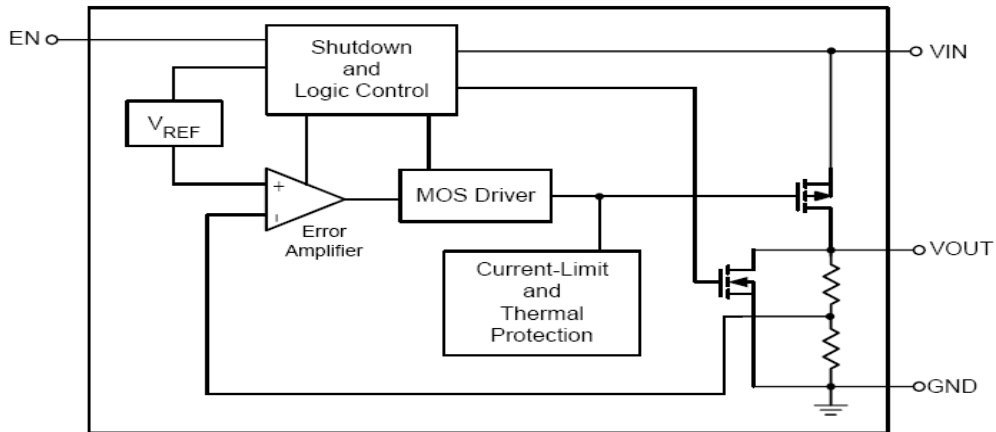 EN
Shutdown
and
Logic Control
VIN
VREF
+
-
MOS Driver
Error
Amplifier
VOUT
Current-Limit
and
Thermal
Protection
GND